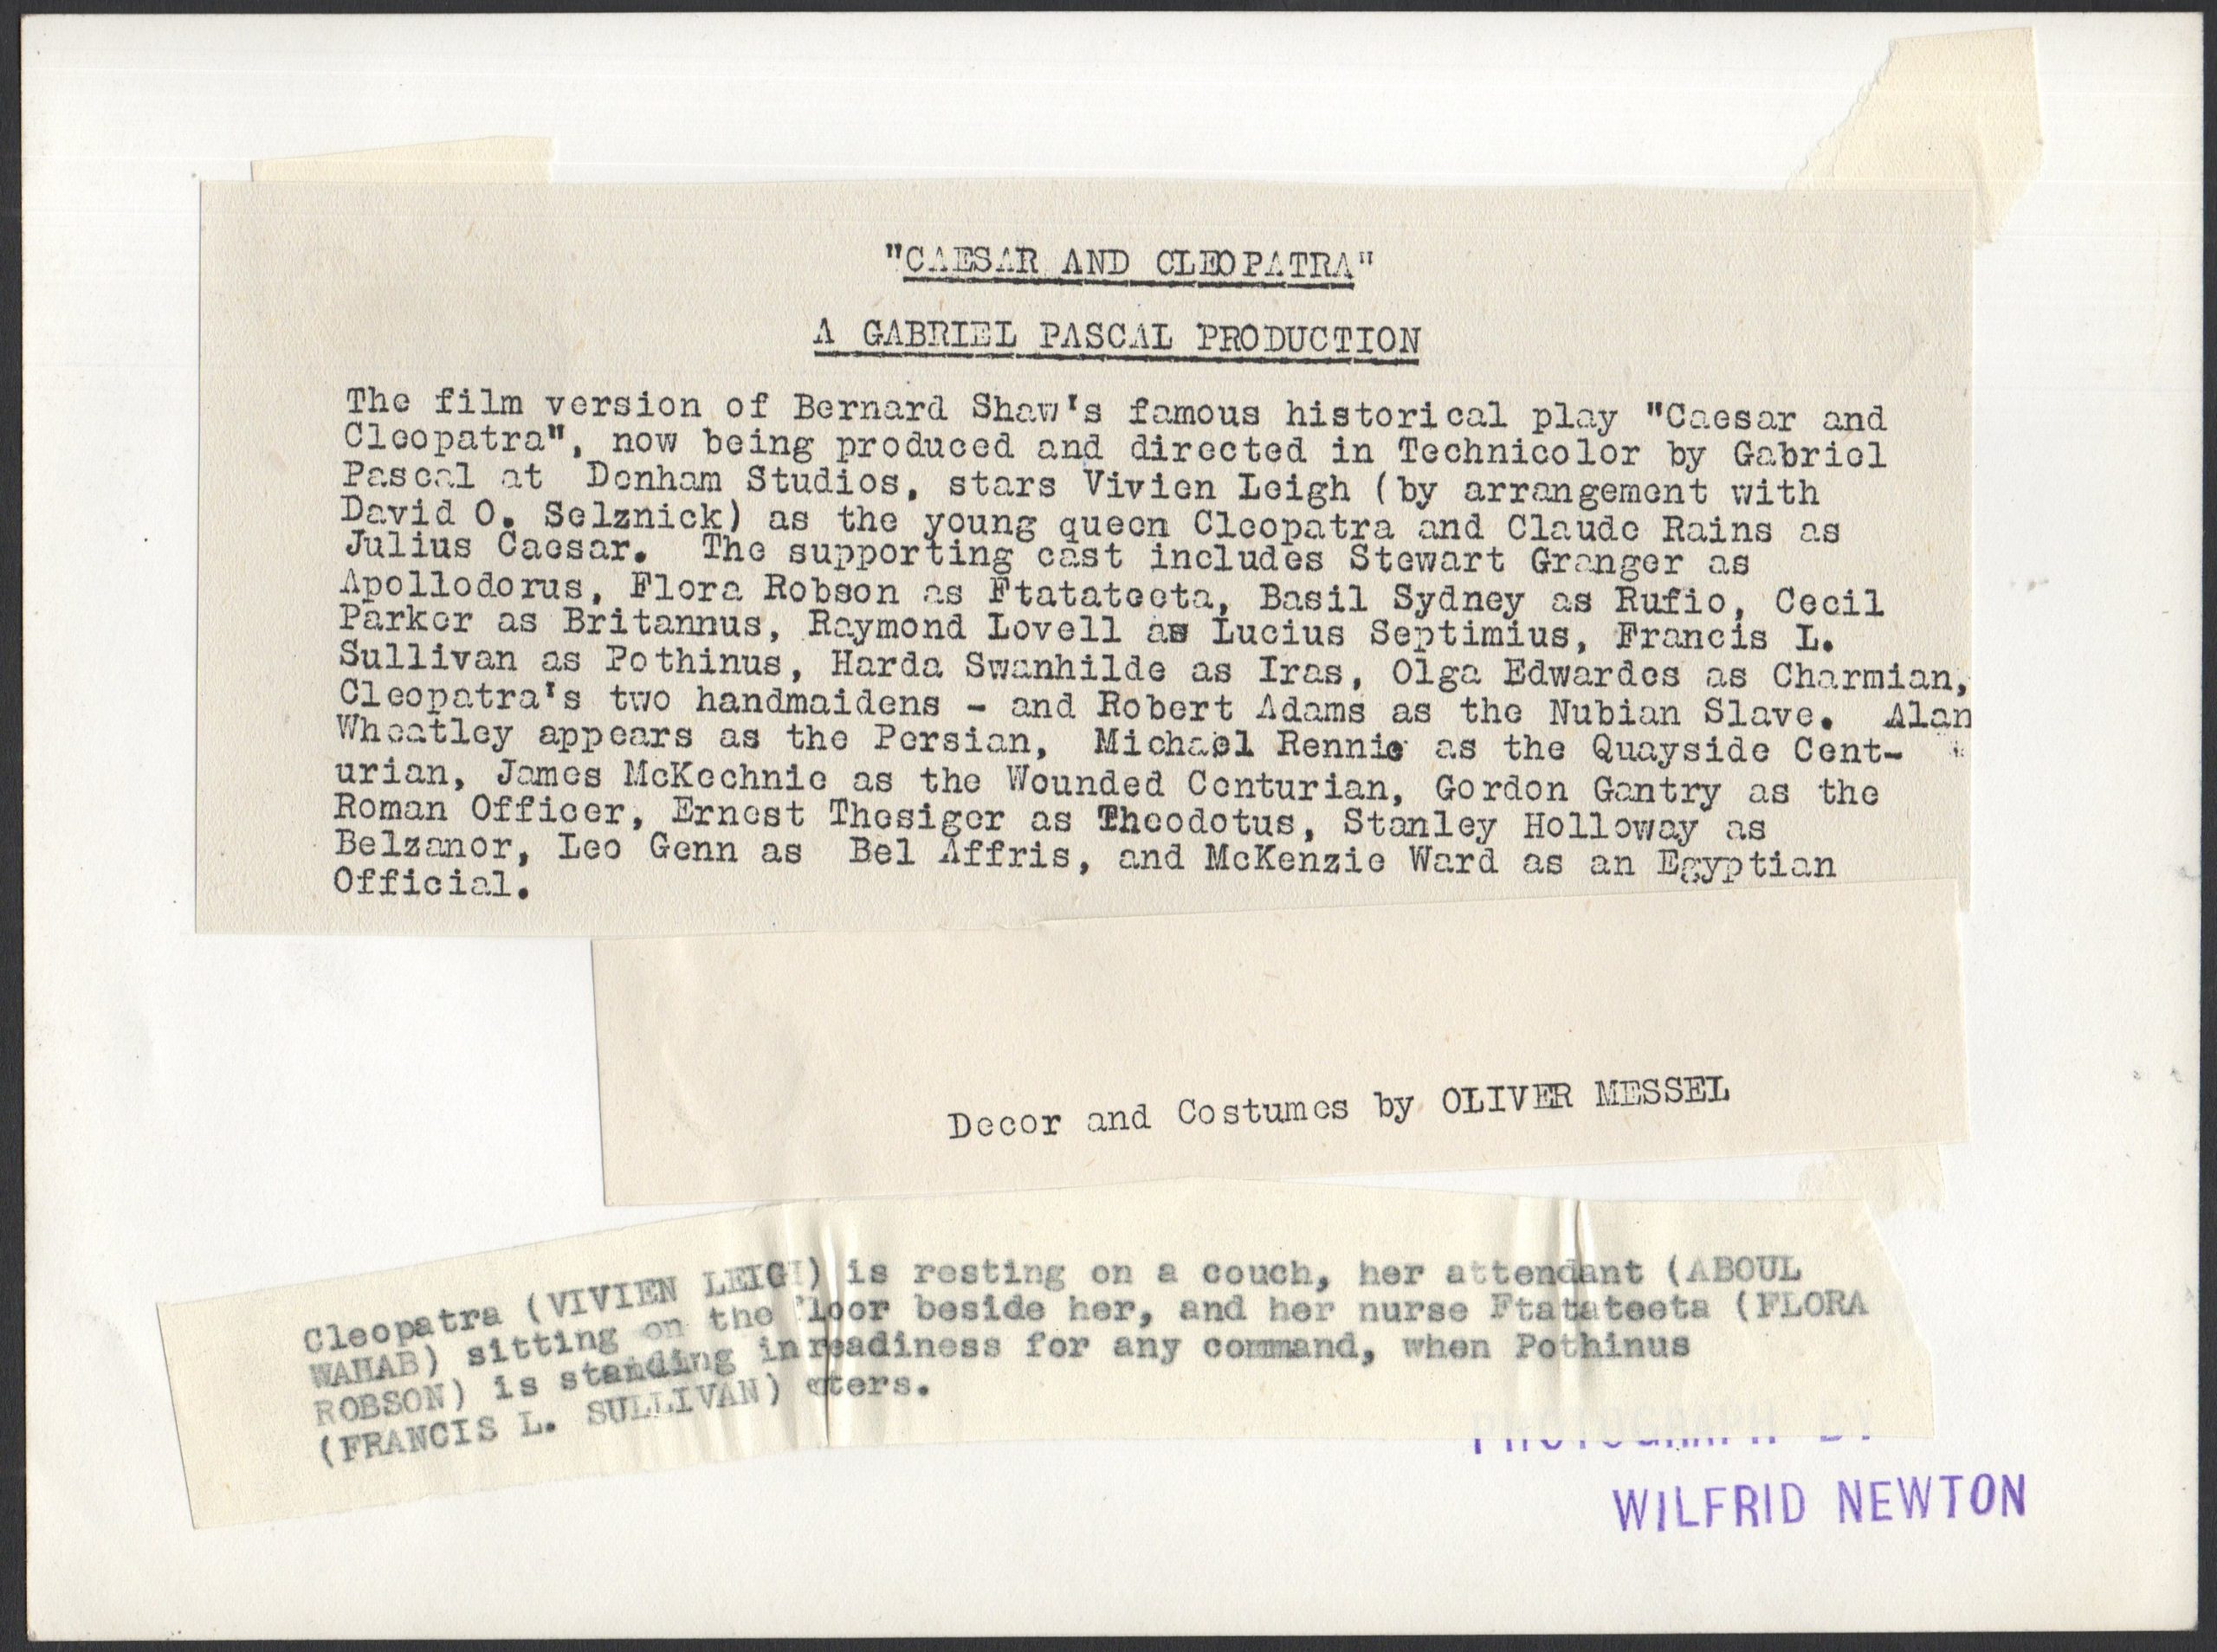 "CAESAR AND CLEOPATRA"
A GABRIEL PASCAL PRODUCTION
The film version of Bernard Shaw's famous historical play "Caesar and
Cleopatra", now being produced and directed in Technicolor by Gabriel
Pascal at Denham Studios, stars Vivien Leigh (by arrangement with
David O. Selznick) as the young queen Cleopatra and Claude Rains as
Julius Caesar. The supporting cast includes Stewart Granger as
Apollodorus, Flora Robson as Ftatateeta, Basil Sydney as Rufio, Cecil
Parker as Britannus, Raymond Lovell as Lucius Septimius, Francis L.
Sullivan as Pothinus, Harda Swanhilde as Iras, Olga Edwardes as Charmian,
Cleopatra's two handmaidens - and Robert Adams as the Nubian Slave. Alan
Wheatley appears as the Persian, Michael Rennie as the Quayside Cent-
urian, James McKechnie as the Wounded Centurian, Gordon Gantry as the
Roman Officer, Ernest Thesiger as Theodotus, Stanley Holloway as
Belzanor, Leo Genn as Bel Affris, and McKenzie Ward as an Egyptian
Official.
Decor and Costumes by OLIVER MESSEL
Cleopatra (VIVIEN LEIGH) is resting on a couch, her attendant (ABOUL
WAHAB) sitting on the floor beside her, and her nurse Ftatateeta (FLORA
ROBSON) is standing in readiness for any command, when Pothinus
(FRANCIS L. SULLIVAN) eters.
PHOTOGRAPH BY
WILFRID NEWTON